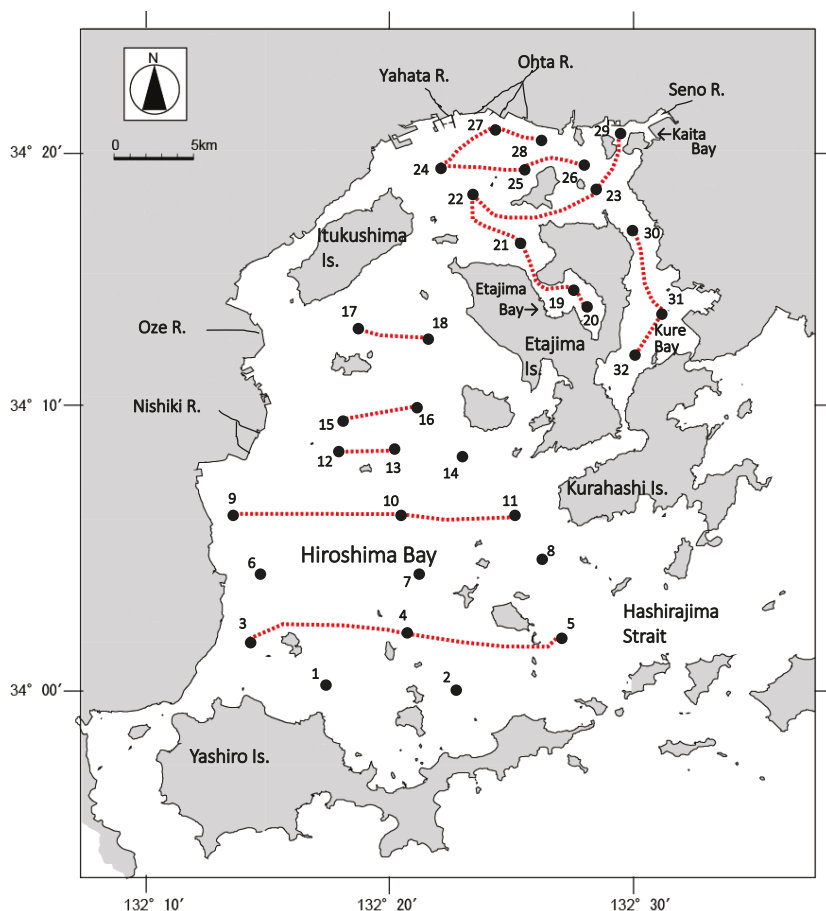 Ohta R.
Yahata R.
Seno R.
N
27
29
←Kaita
Bay
28
0
5km
34° 20'
24
25
26
22
23
Itukushima
Is.
21
30
Etajima
Bay→
19
20
31
17
18
Kure
Bay
Oze R.
Etajima
Is.
32
34° 10'
Nishiki R.
15
16
12
13
14
9
10
11
Kurahashi Is.
Hiroshima Bay
8
6
7
Hashirajima
Strait
3
4
5
1
2
34° 00'
Yashiro Is.
132° 10'
132° 20'
132° 30'